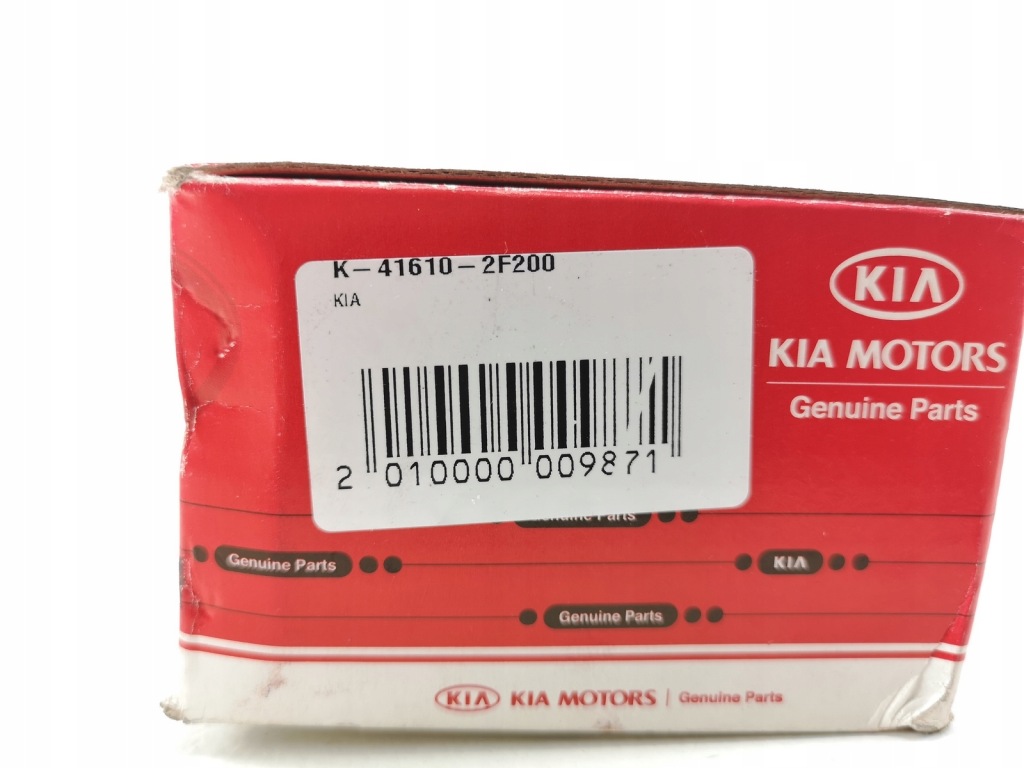 K-41610-2F200
KIA
2 010000 009871
KIA
KIA MOTORS
Genuine Parts
Genuine Parts
Genuine Parts
KIA
Genuine Parts
KIA KIA MOTORS | Genuine Parts